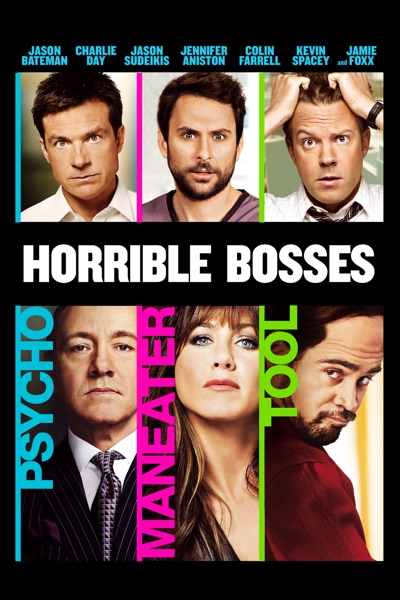 JASON BATEMAN
CHARLIE DAY
JASON SUDEIKIS
JENNIFER ANISTON
COLIN FARRELL
KEVIN SPACEY
and JAMIE FOXX
HORRIBLE BOSSES
PSYCHO
MANEATER
TOOL